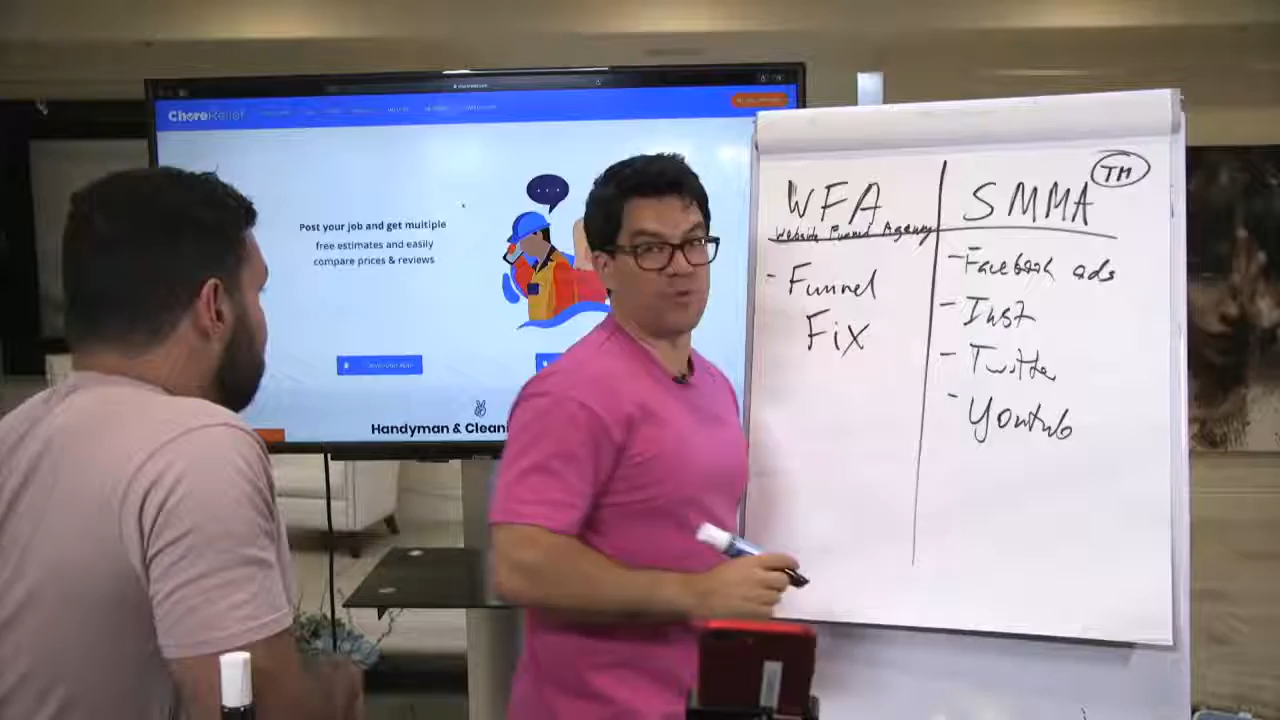 ChoreRelief
Post your job and get multiple
free estimates and easily
compare prices & reviews
Handyman & Cleani
WFA
Website Funnel Agency
- Funnel
Fix
SMMA
TM
- Facebook ads
- Inst
- Twitte
- Youtub